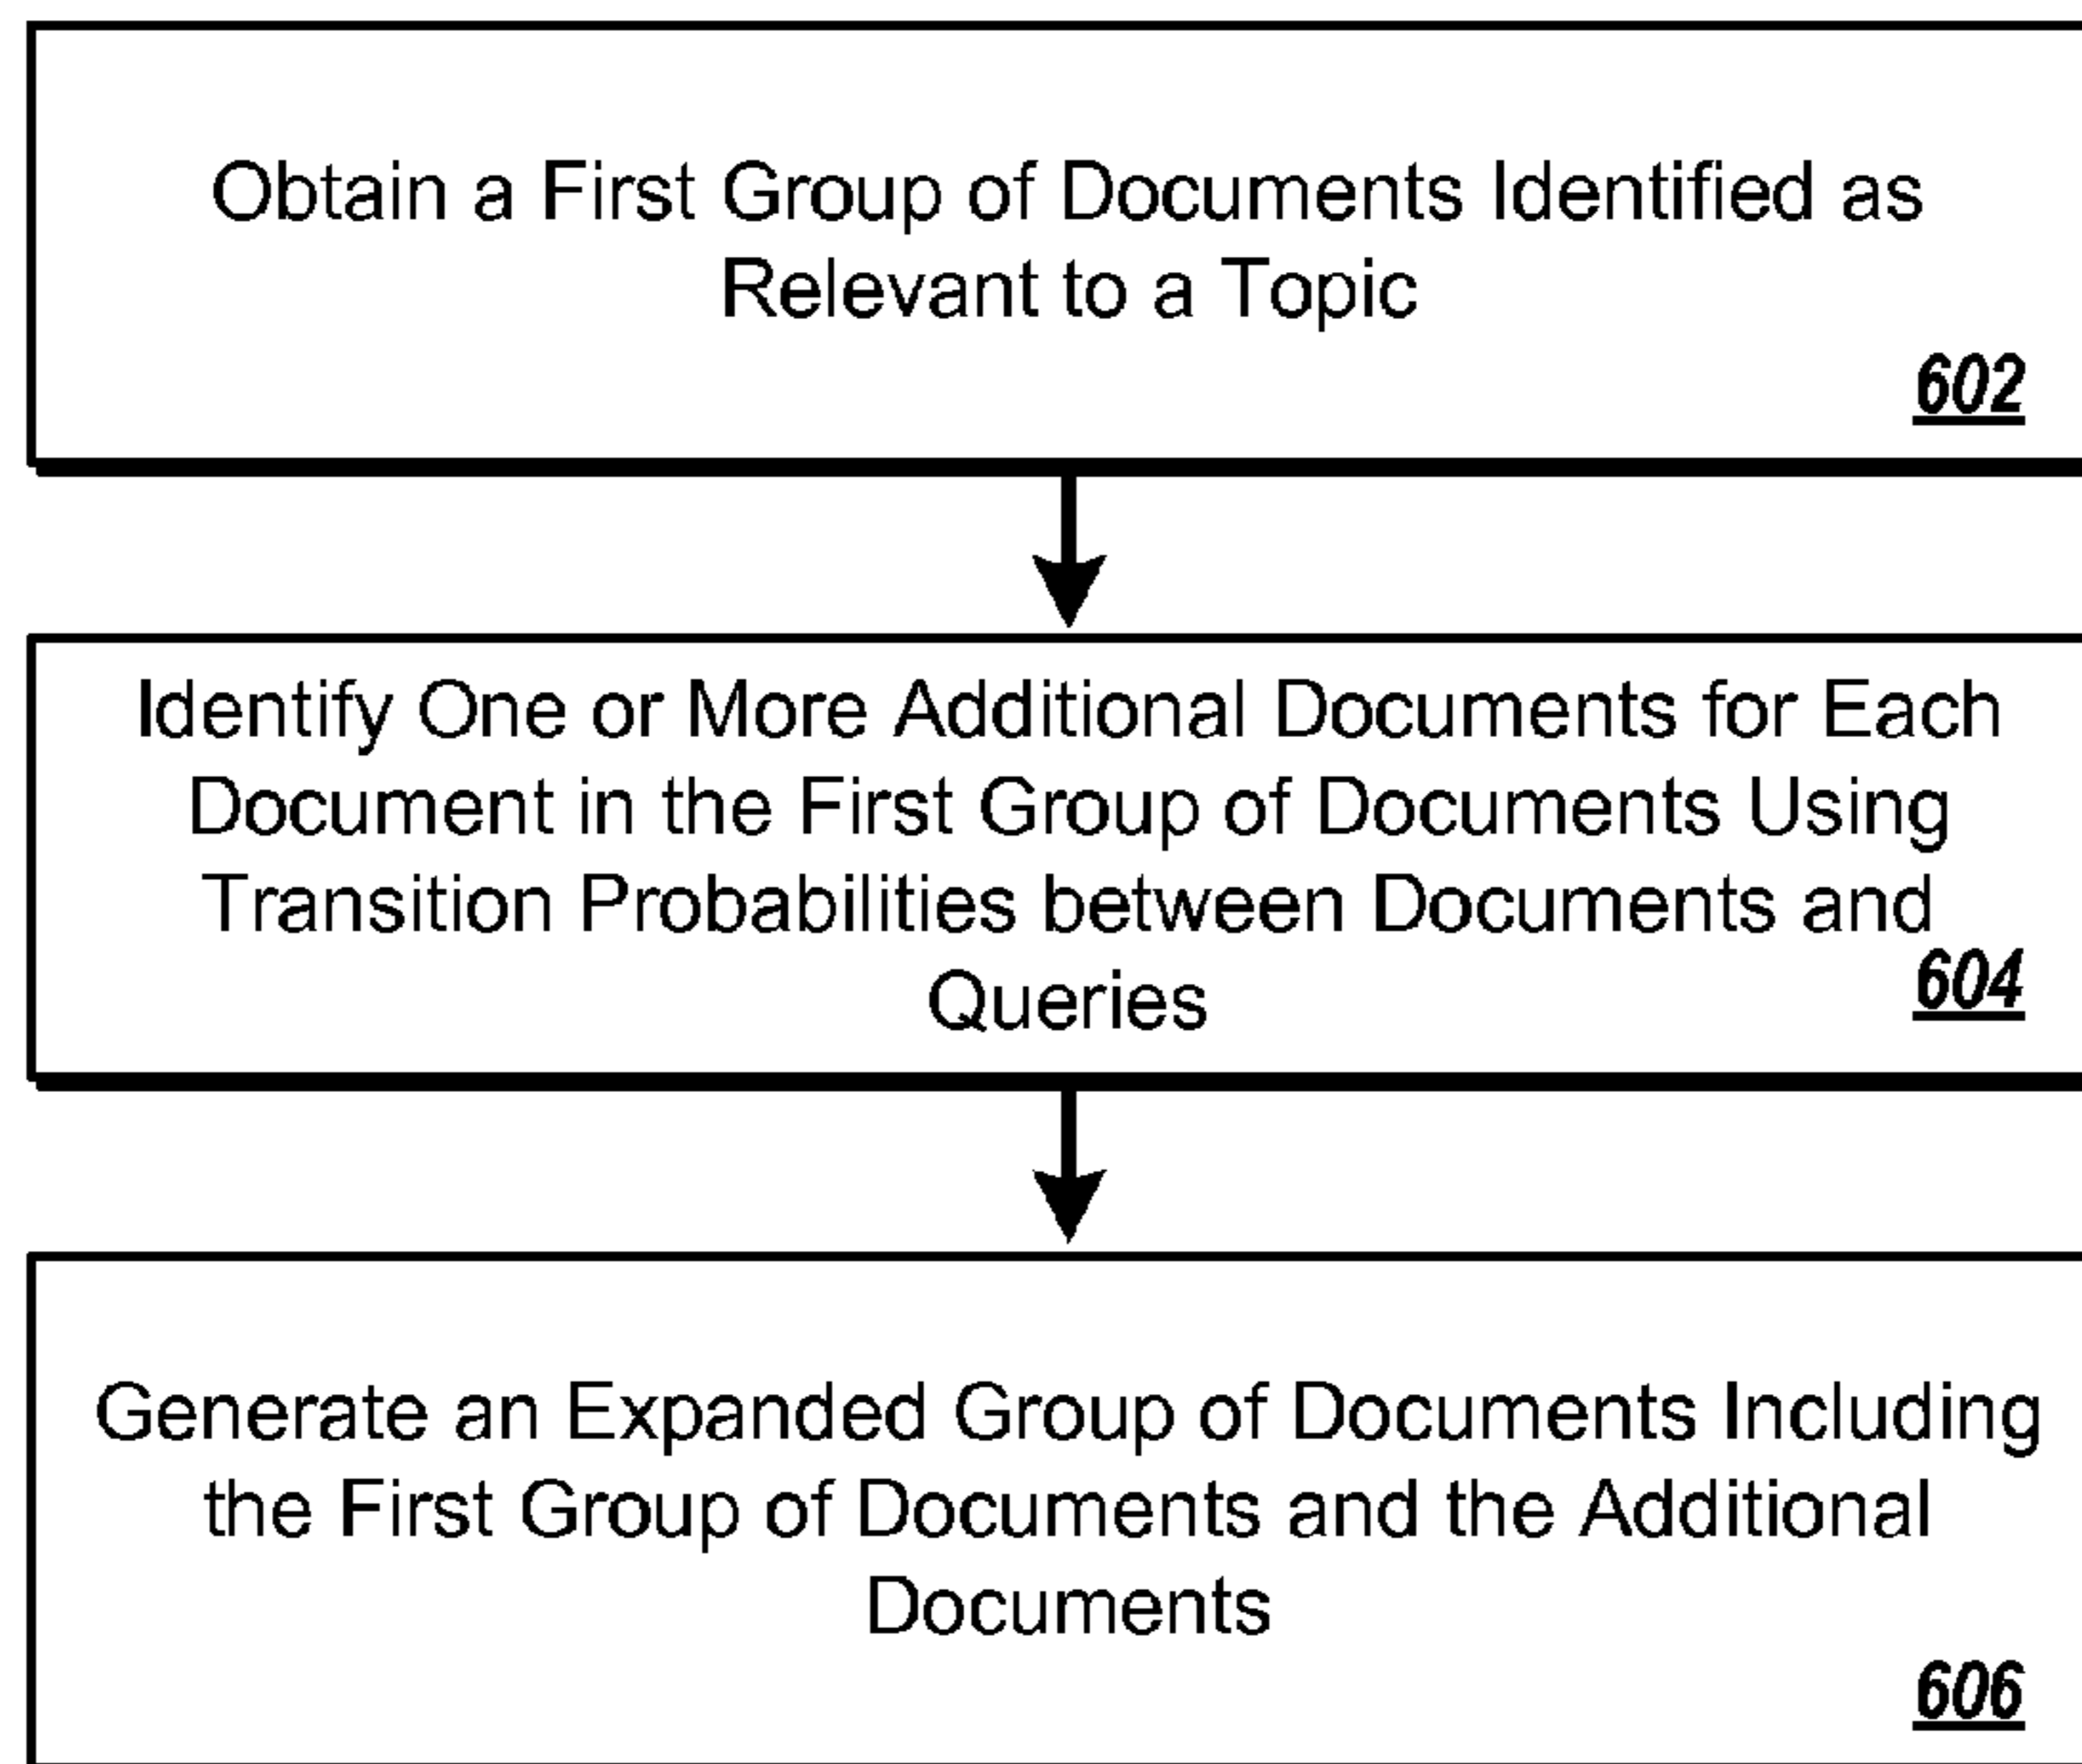 Obtain a First Group of Documents Identified as
Relevant to a Topic
602
Identify One or More Additional Documents for Each
Document in the First Group of Documents Using
Transition Probabilities between Documents and
Queries
604
Generate an Expanded Group of Documents Including
the First Group of Documents and the Additional
Documents
606